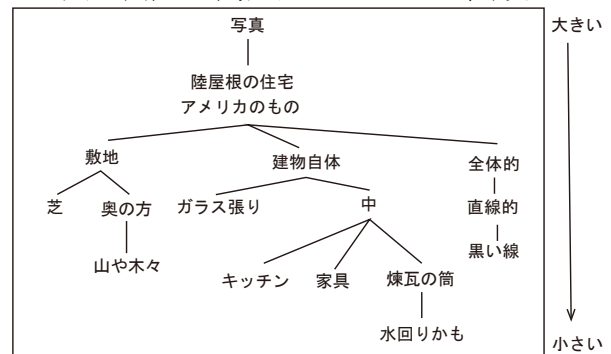 写真
大きい
陸屋根の住宅
アメリカのもの
敷地
建物自体
全体的
芝
奥の方
ガラス張り
中
直線的
山や木々
黒い線
キッチン
家具
煉瓦の筒
水回りかも
小さい